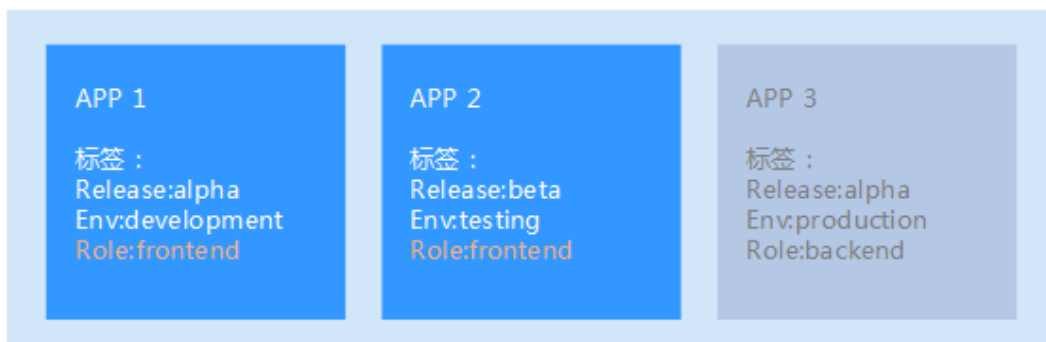 APP 1
标签：
Release:alpha
Env:development
Role:frontend
APP 2
标签：
Release:beta
Env:testing
Role:frontend
APP 3
标签：
Release:alpha
Env:production
Role:backend